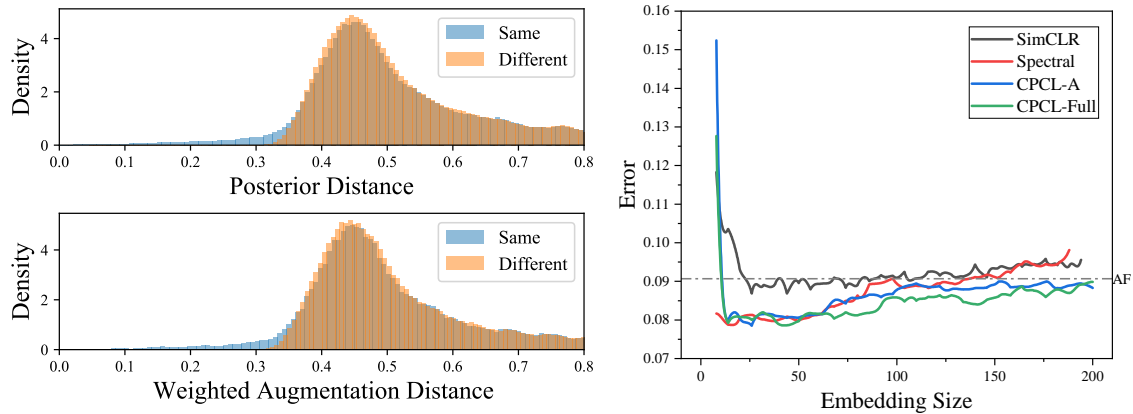 Density
4
2
0
Same
Different
0.0 0.1 0.2 0.3 0.4 0.5 0.6 0.7 0.8
Posterior Distance
Density
4
2
0
Same
Different
0.0 0.1 0.2 0.3 0.4 0.5 0.6 0.7 0.8
Weighted Augmentation Distance
Error
0.16
0.15
0.14
0.13
0.12
0.11
0.10
0.09
0.08
0.07
SimCLR
Spectral
CPCL-A
CPCL-Full
AF
0 50 100 150 200
Embedding Size